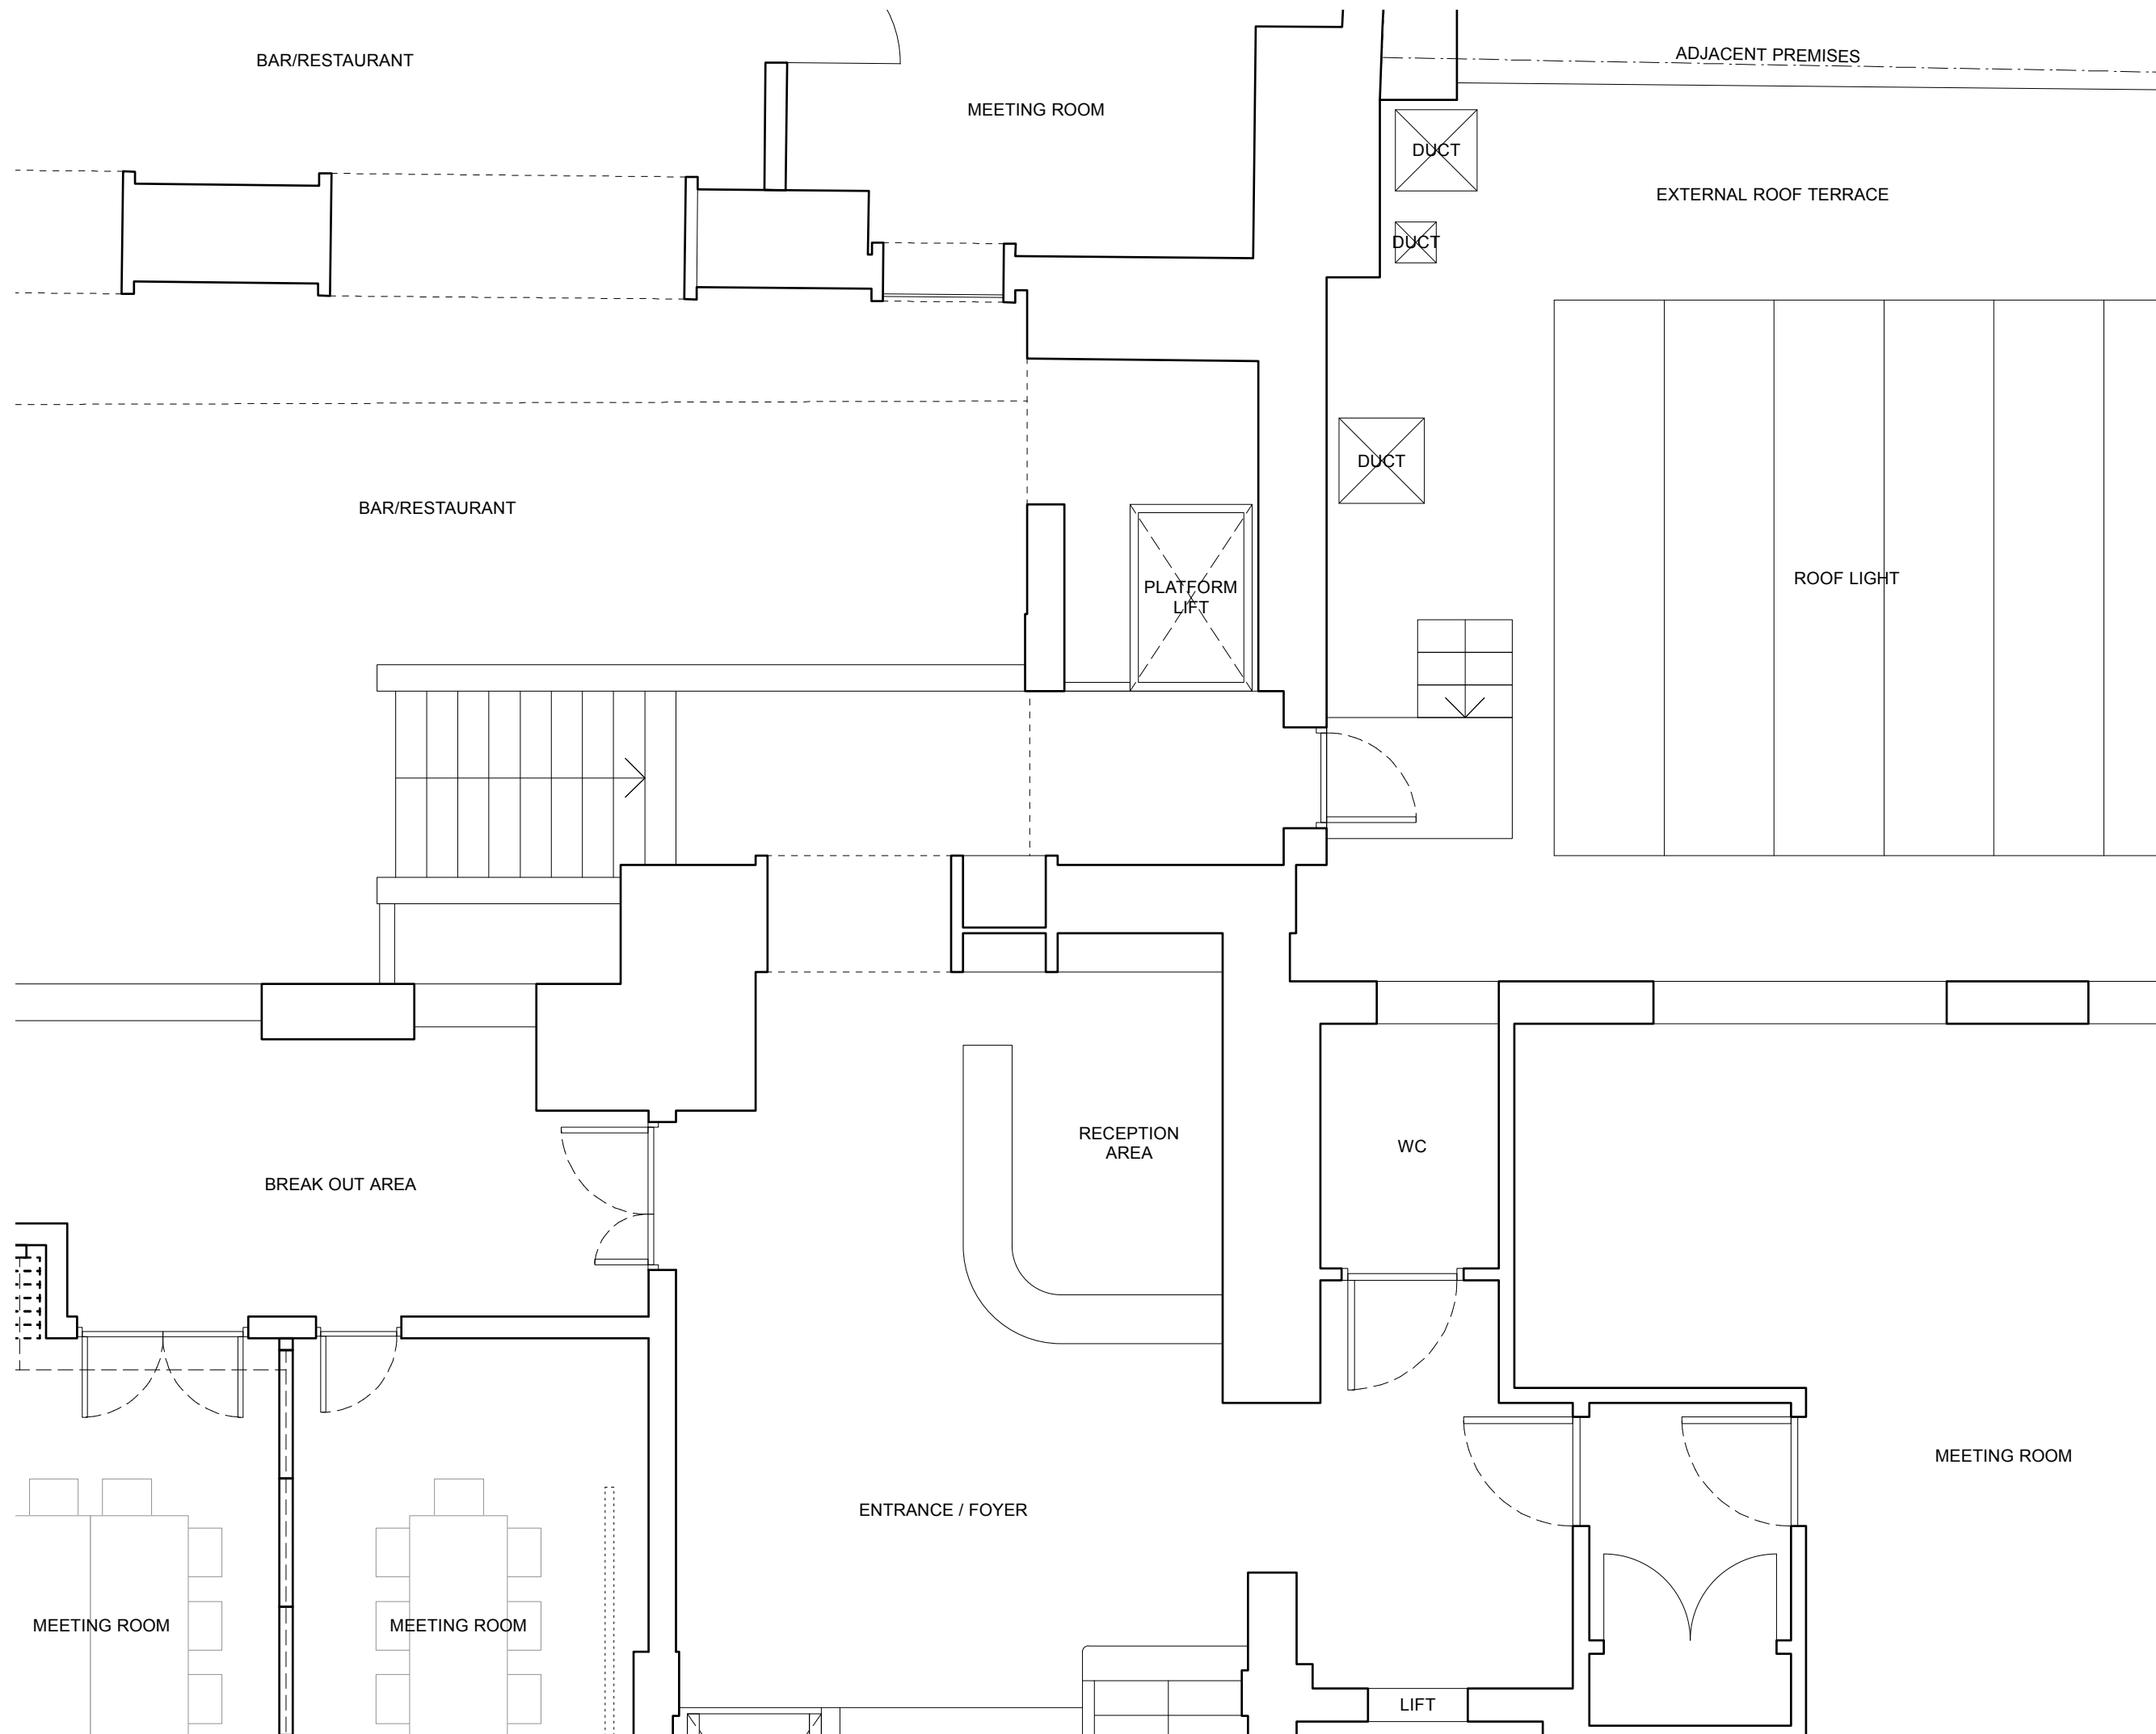 BAR/RESTAURANT
ADJACENT PREMISES
MEETING ROOM
DUCT
EXTERNAL ROOF TERRACE
DUCT
DUCT
BAR/RESTAURANT
ROOF LIGHT
PLATFORM
LIFT
RECEPTION
AREA
WC
BREAK OUT AREA
MEETING ROOM
ENTRANCE / FOYER
MEETING ROOM
MEETING ROOM
LIFT